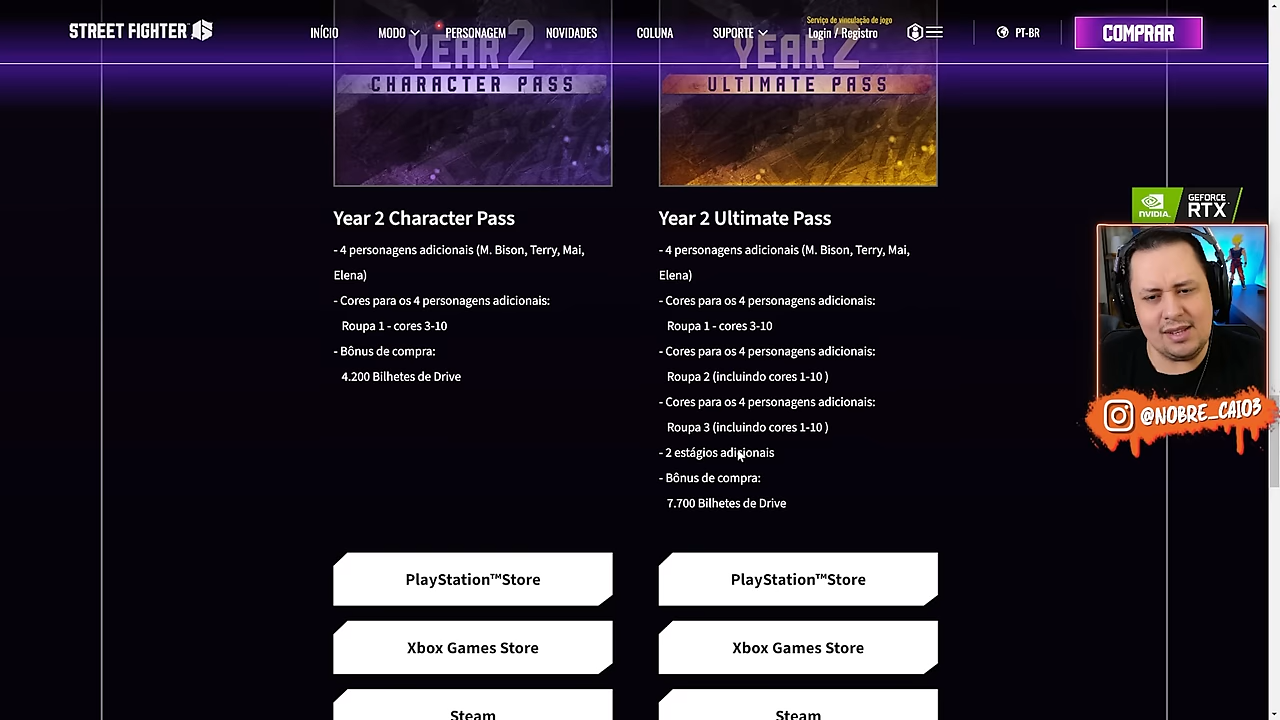 STREET FIGHTER 6
INÍCIO
MODO
PERSONAGEM
NOVIDADES
COLUNA
SUPORTE
Serviço de vinculação de jogo
Login / Registro
PT-BR
COMPRAR
YEAR 2
CHARACTER PASS
YEAR 2
ULTIMATE PASS
Year 2 Character Pass
- 4 personagens adicionais (M. Bison, Terry, Mai,
Elena)
- Cores para os 4 personagens adicionais:
Roupa 1 - cores 3-10
- Bônus de compra:
4.200 Bilhetes de Drive
Year 2 Ultimate Pass
- 4 personagens adicionais (M. Bison, Terry, Mai,
Elena)
- Cores para os 4 personagens adicionais:
Roupa 1 - cores 3-10
- Cores para os 4 personagens adicionais:
Roupa 2 (incluindo cores 1-10 )
- Cores para os 4 personagens adicionais:
Roupa 3 (incluindo cores 1-10 )
- 2 estágios adicionais
- Bônus de compra:
7.700 Bilhetes de Drive
PlayStation™Store
PlayStation™Store
Xbox Games Store
Xbox Games Store
Steam
Steam
NVIDIA.
GEFORCE
RTX
@NOBRE_CAIO3